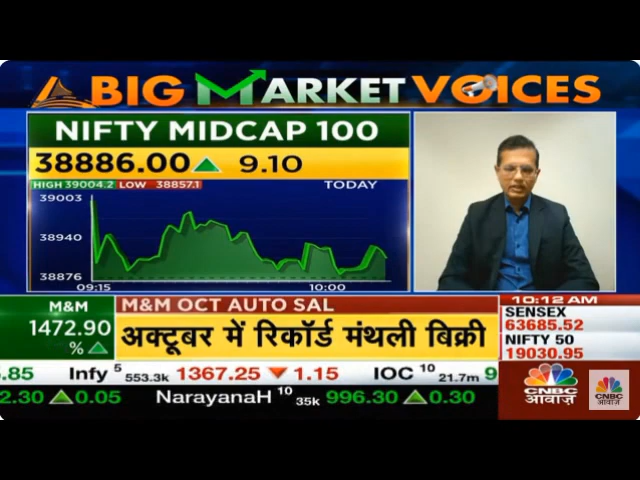 BIG MARKET VOICES
NIFTY MIDCAP 100
38886.00 ▲ 9.10
HIGH 39004.2 LOW 38857.1 TODAY
39003
38940
38876
09:15 10:00
M&M
1472.90
% ▲
M&M OCT AUTO SAL
अक्टूबर में रिकॉर्ड मंथली बिक्री
10:12 AM
SENSEX
63685.52
NIFTY 50
19030.95
.85 Infy 5 553.3k 1367.25 ▼ 1.15 IOC 10 21.7m 9
2.30 ▲ 0.05 NarayanaH 10 35k 996.30 ▲ 0.30
CNBC
आवाज़
CNBC
आवाज़